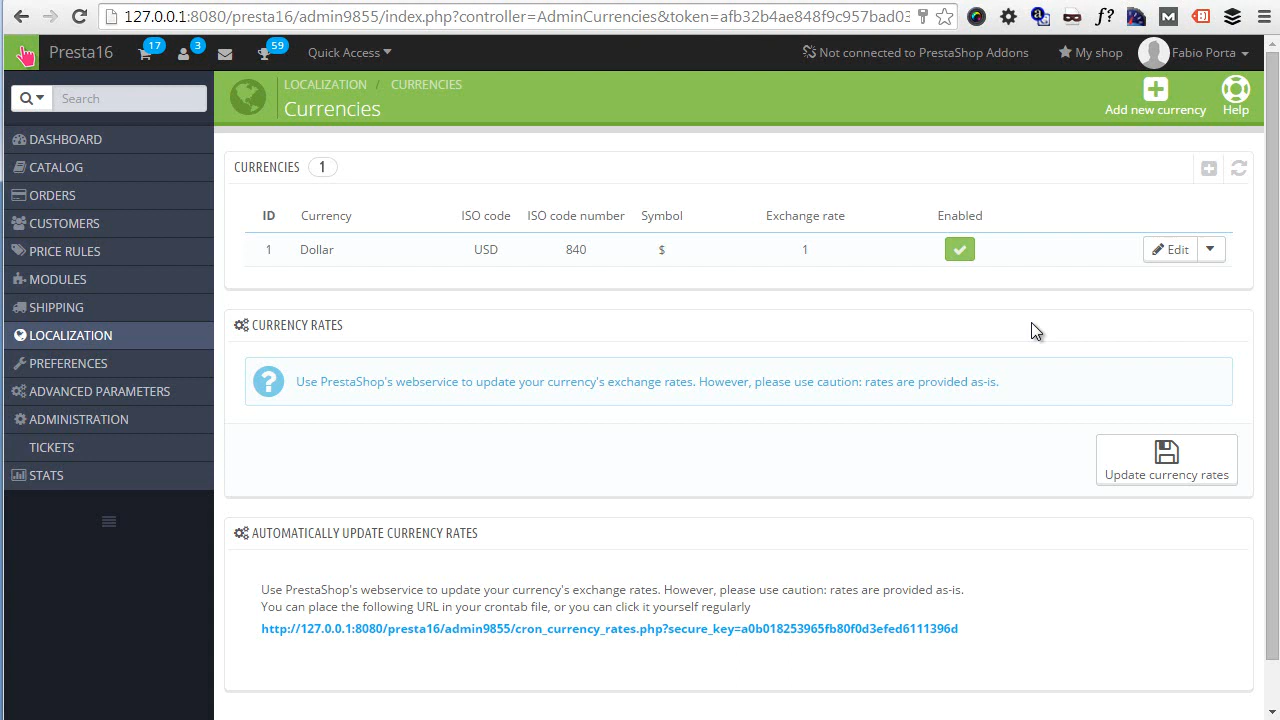 127.0.0.1:8080/presta16/admin9855/index.php?controller=AdminCurrencies&token=afb32b4ae848f9c957bad03
Presta16 17 3 59 Quick Access Not connected to PrestaShop Addons My shop Fabio Porta
Search
LOCALIZATION / CURRENCIES
Currencies
Add new currency
Help
DASHBOARD
CATALOG
ORDERS
CUSTOMERS
PRICE RULES
MODULES
SHIPPING
LOCALIZATION
PREFERENCES
ADVANCED PARAMETERS
ADMINISTRATION
TICKETS
STATS
CURRENCIES 1
ID Currency ISO code ISO code number Symbol Exchange rate Enabled
1 Dollar USD 840 $ 1 Edit
CURRENCY RATES
? Use PrestaShop's webservice to update your currency's exchange rates. However, please use caution: rates are provided as-is.
Update currency rates
AUTOMATICALLY UPDATE CURRENCY RATES
Use PrestaShop's webservice to update your currency's exchange rates. However, please use caution: rates are provided as-is.
You can place the following URL in your crontab file, or you can click it yourself regularly
http://127.0.0.1:8080/presta16/admin9855/cron_currency_rates.php?secure_key=a0b018253965fb80f0d3efed6111396d